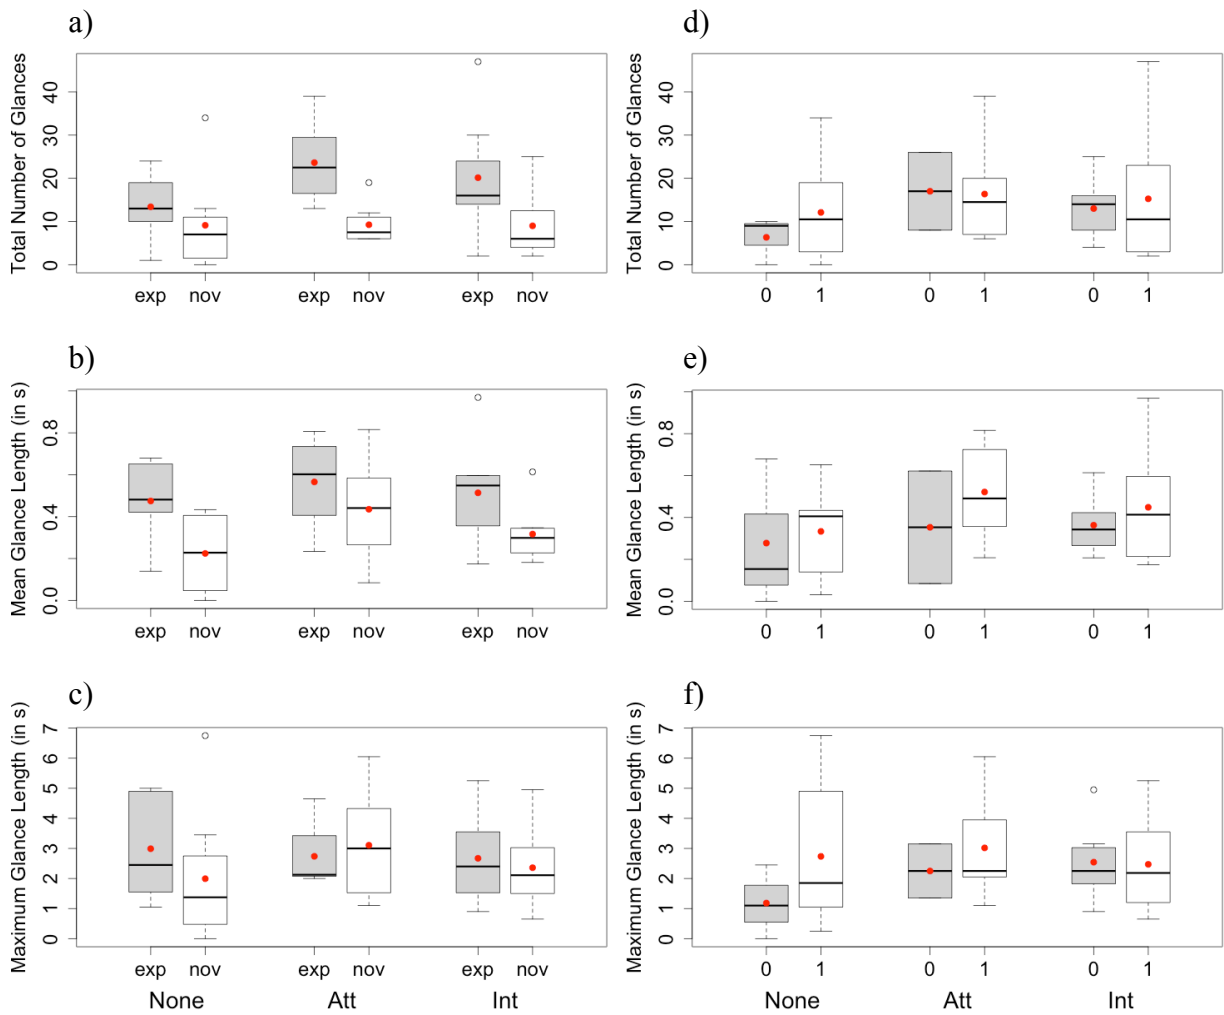 a)
Total Number of Glances
0 10 20 30 40
exp nov exp nov exp nov
d)
Total Number of Glances
0 10 20 30 40
0 1 0 1 0 1
b)
Mean Glance Length (in s)
0.0 0.4 0.8
exp nov exp nov exp nov
e)
Mean Glance Length (in s)
0.0 0.4 0.8
0 1 0 1 0 1
c)
Maximum Glance Length (in s)
0 1 2 3 4 5 6 7
exp nov exp nov exp nov
None Att Int
f)
Maximum Glance Length (in s)
0 1 2 3 4 5 6 7
0 1 0 1 0 1
None Att Int